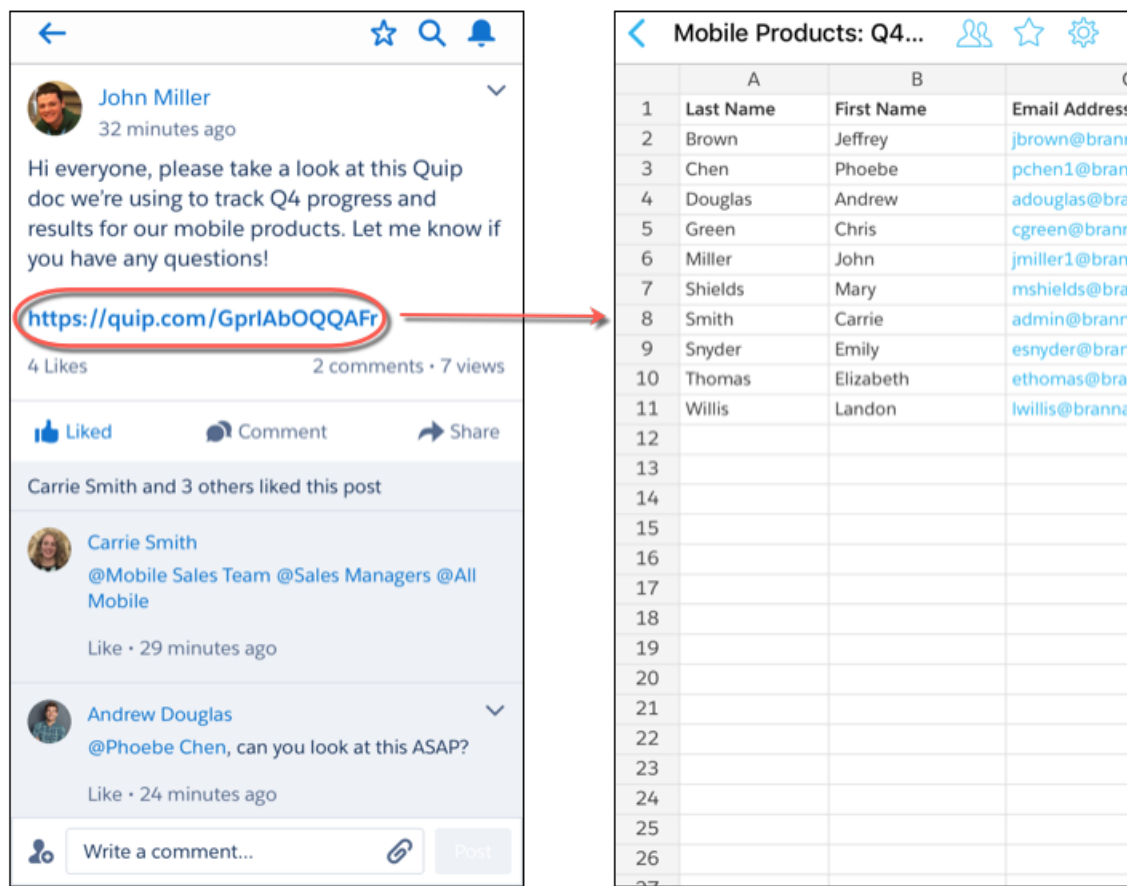 John Miller
32 minutes ago
Hi everyone, please take a look at this Quip
doc we're using to track Q4 progress and
results for our mobile products. Let me know if
you have any questions!
https://quip.com/GprIAbOQQAFr
4 Likes 2 comments • 7 views
Liked Comment Share
Carrie Smith and 3 others liked this post
Carrie Smith
@Mobile Sales Team @Sales Managers @All
Mobile
Like • 29 minutes ago
Andrew Douglas
@Phoebe Chen, can you look at this ASAP?
Like • 24 minutes ago
Write a comment... Post
Mobile Products: Q4...
A B
1 Last Name First Name Email Address
2 Brown Jeffrey jbrown@brann
3 Chen Phoebe pchen1@bran
4 Douglas Andrew adouglas@bra
5 Green Chris cgreen@brann
6 Miller John jmiller1@bran
7 Shields Mary mshields@bra
8 Smith Carrie admin@brann
9 Snyder Emily esnyder@bran
10 Thomas Elizabeth ethomas@bra
11 Willis Landon lwillis@branna
12
13
14
15
16
17
18
19
20
21
22
23
24
25
26